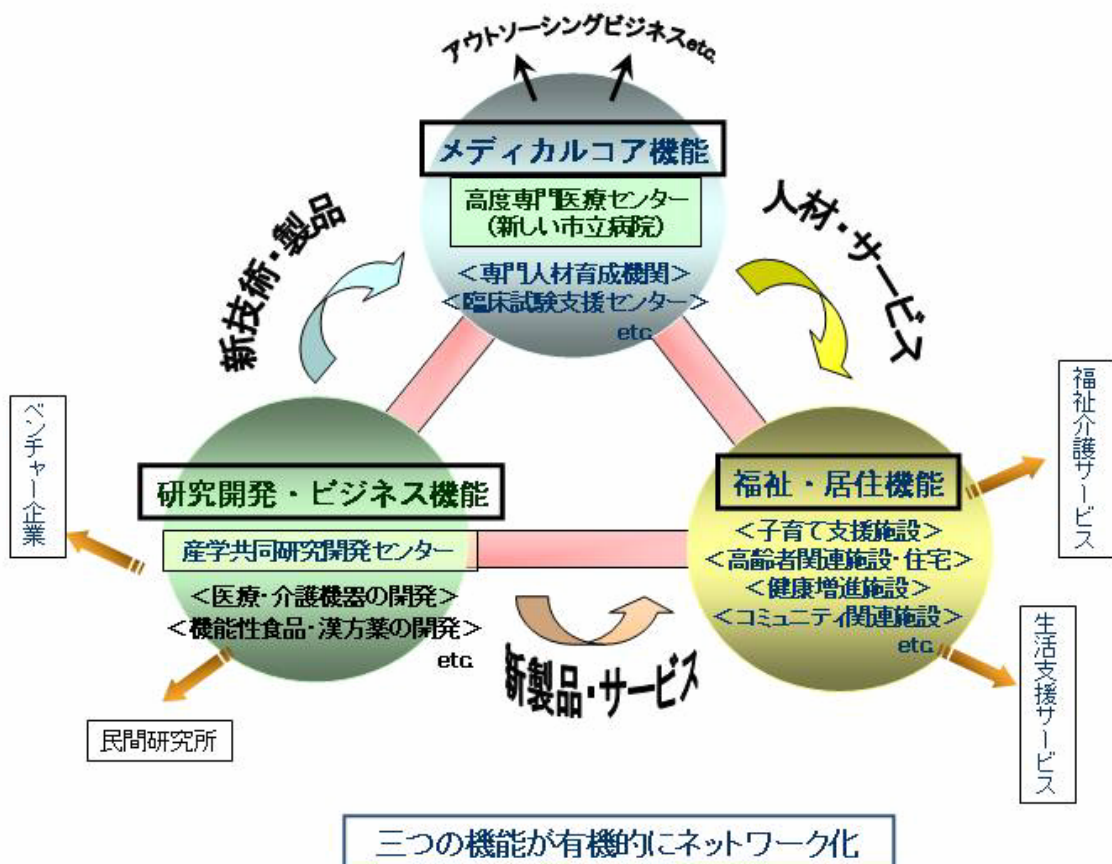 アウトソーシングビジネスetc.
メディカルコア機能
高度専門医療センター
(新しい市立病院)
<専門人材育成機関>
<臨床試験支援センター>
etc.
新技術・製品
人材・サービス
研究開発・ビジネス機能
産学共同研究開発センター
<医療・介護機器の開発>
<機能性食品・漢方薬の開発>
etc.
福祉・居住機能
<子育て支援施設>
<高齢者関連施設・住宅>
<健康増進施設>
<コミュニティ関連施設>
etc.
新製品・サービス
ベンチャー企業
民間研究所
福祉介護サービス
生活支援サービス
三つの機能が有機的にネットワーク化